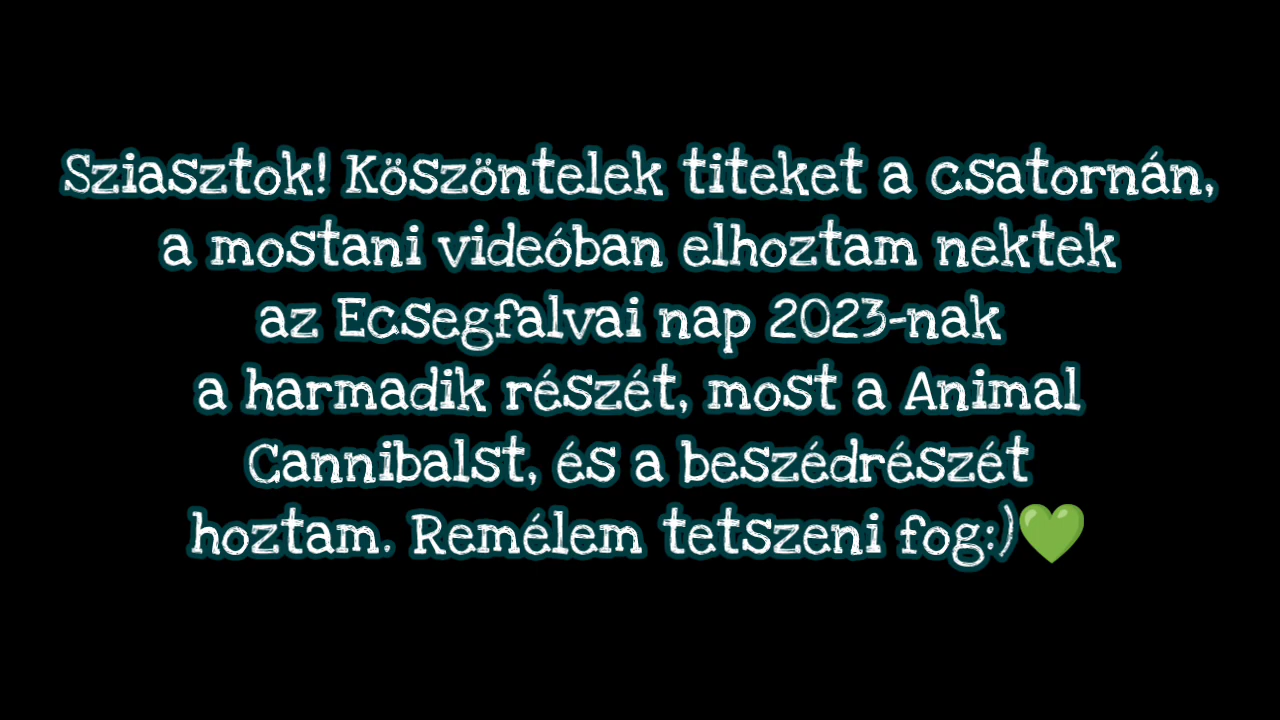 Sziasztok! Köszöntelek titeket a csatornán,
a mostani videóban elhoztam nektek
az Ecsegfalvai nap 2023-nak
a harmadik részét, most a Animal
Cannibalst, és a beszédrészét
hoztam. Remélem tetszeni fog:)💚